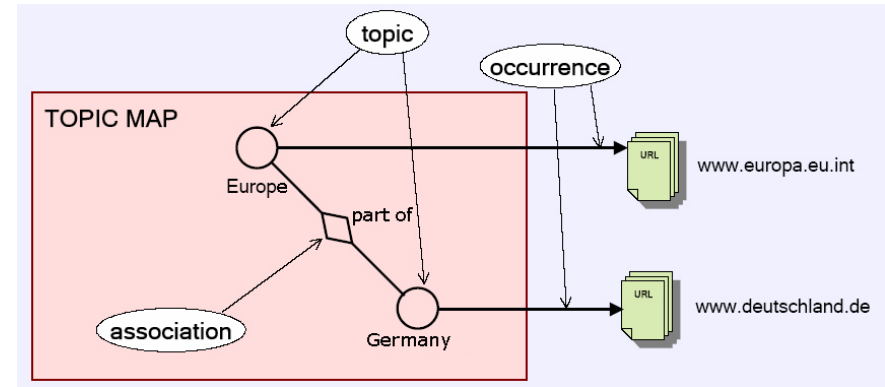 topic
occurrence
TOPIC MAP
URL
www.europa.eu.int
Europe
part of
URL
www.deutschland.de
association
Germany